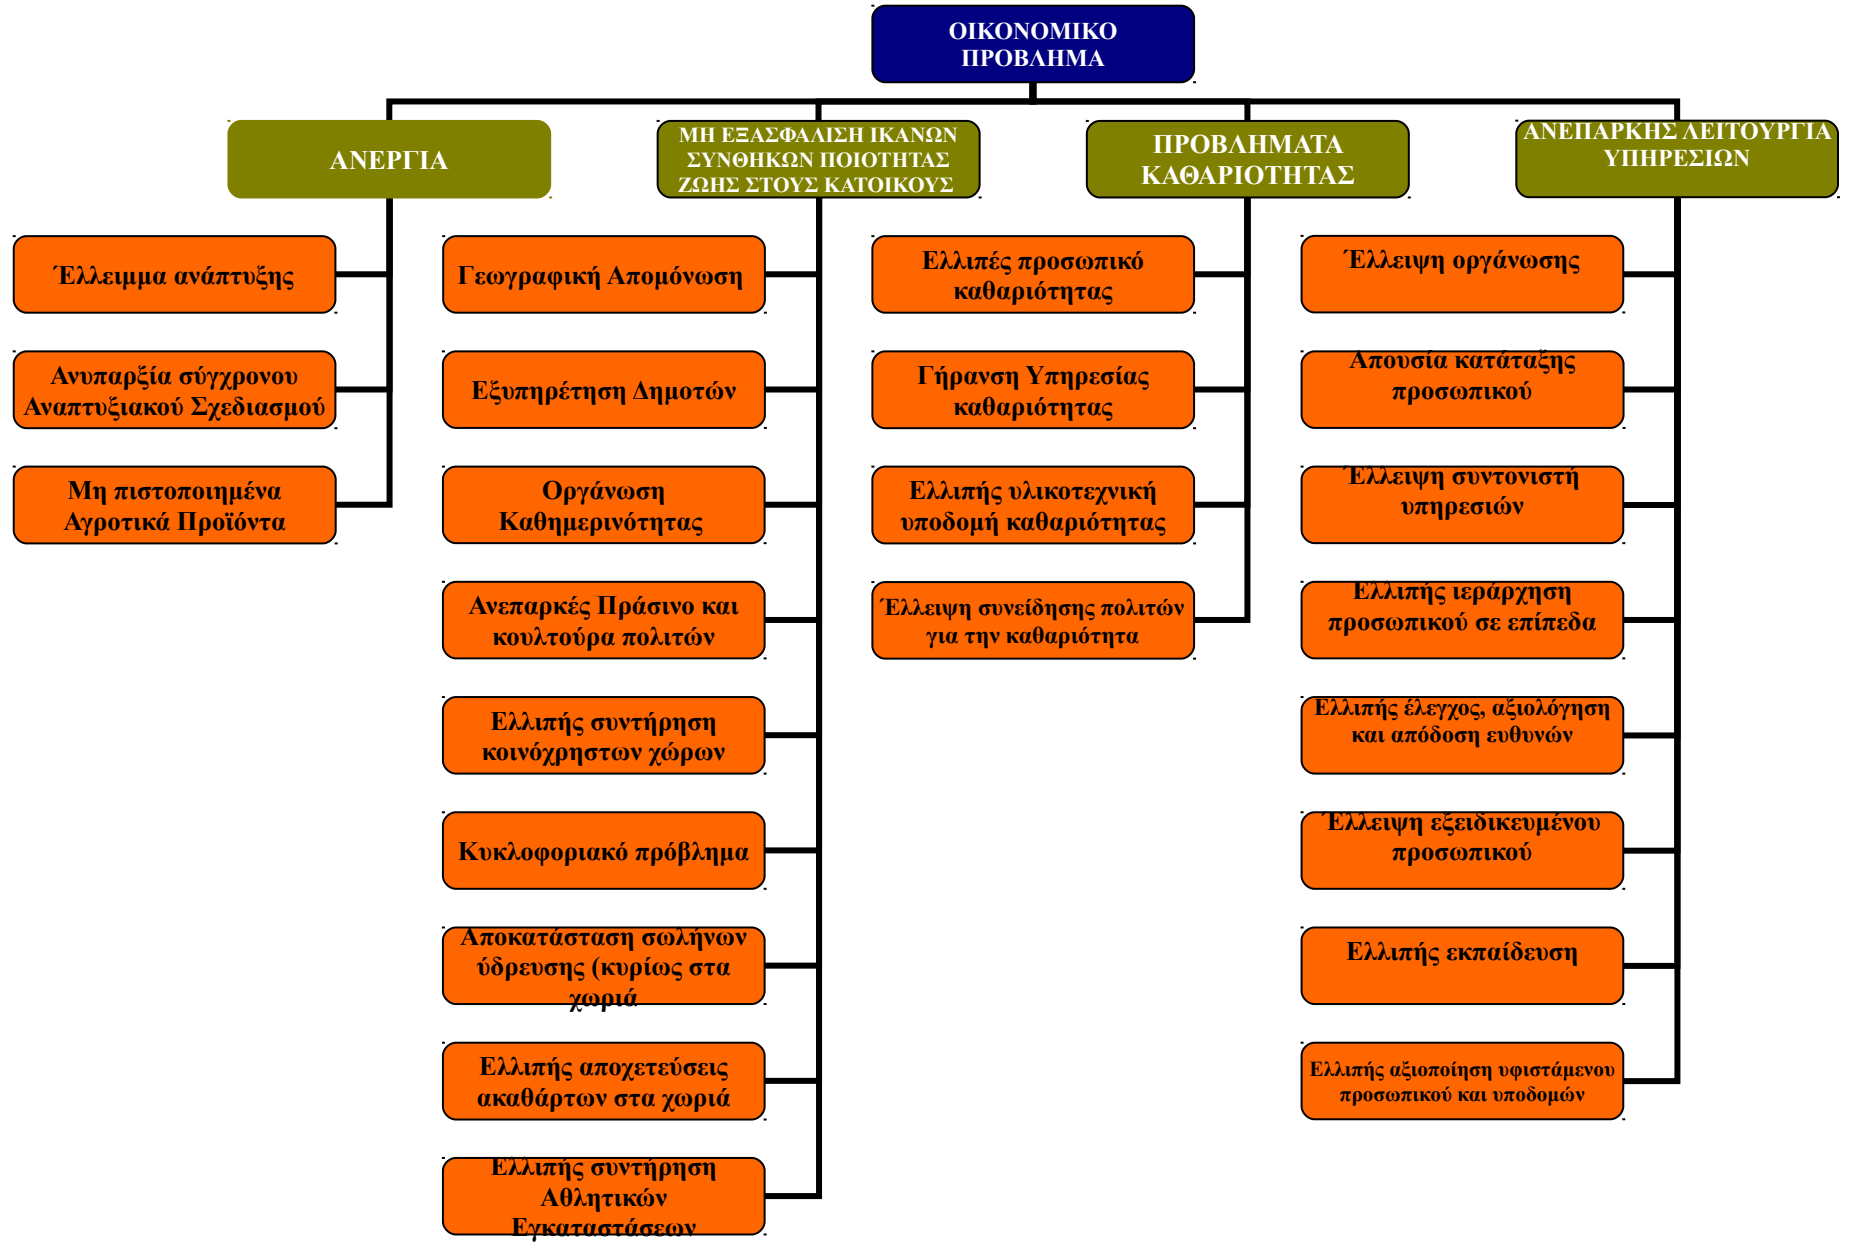 ΟΙΚΟΝΟΜΙΚΟ
ΠΡΟΒΛΗΜΑ
ΑΝΕΡΓΙΑ
Έλλειμμα ανάπτυξης
Ανυπαρξία σύγχρονου
Αναπτυξιακού Σχεδιασμού
Μη πιστοποιημένα
Αγροτικά Προϊόντα
ΜΗ ΕΞΑΣΦΑΛΙΣΗ ΙΚΑΝΩΝ
ΣΥΝΘΗΚΩΝ ΠΟΙΟΤΗΤΑΣ
ΖΩΗΣ ΣΤΟΥΣ ΚΑΤΟΙΚΟΥΣ
Γεωγραφική Απομόνωση
Εξυπηρέτηση Δημοτών
Οργάνωση
Καθημερινότητας
Ανεπαρκές Πράσινο και
κουλτούρα πολιτών
Ελλιπής συντήρηση
κοινόχρηστων χώρων
Κυκλοφοριακό πρόβλημα
Αποκατάσταση σωλήνων
ύδρευσης (κυρίως στα
χωριά
Ελλιπής αποχετεύσεις
ακαθάρτων στα χωριά
Ελλιπής συντήρηση
Αθλητικών
Εγκαταστάσεων
ΠΡΟΒΛΗΜΑΤΑ
ΚΑΘΑΡΙΟΤΗΤΑΣ
Ελλιπές προσωπικό
καθαριότητας
Γήρανση Υπηρεσίας
καθαριότητας
Ελλιπής υλικοτεχνική
υποδομή καθαριότητας
Έλλειψη συνείδησης πολιτών
για την καθαριότητα
ΑΝΕΠΑΡΚΗΣ ΛΕΙΤΟΥΡΓΙΑ
ΥΠΗΡΕΣΙΩΝ
Έλλειψη οργάνωσης
Απουσία κατάταξης
προσωπικού
Έλλειψη συντονιστή
υπηρεσιών
Ελλιπής ιεράρχηση
προσωπικού σε επίπεδα
Ελλιπής έλεγχος, αξιολόγηση
και απόδοση ευθυνών
Έλλειψη εξειδικευμένου
προσωπικού
Ελλιπής εκπαίδευση
Ελλιπής αξιοποίηση υφιστάμενου
προσωπικού και υποδομών